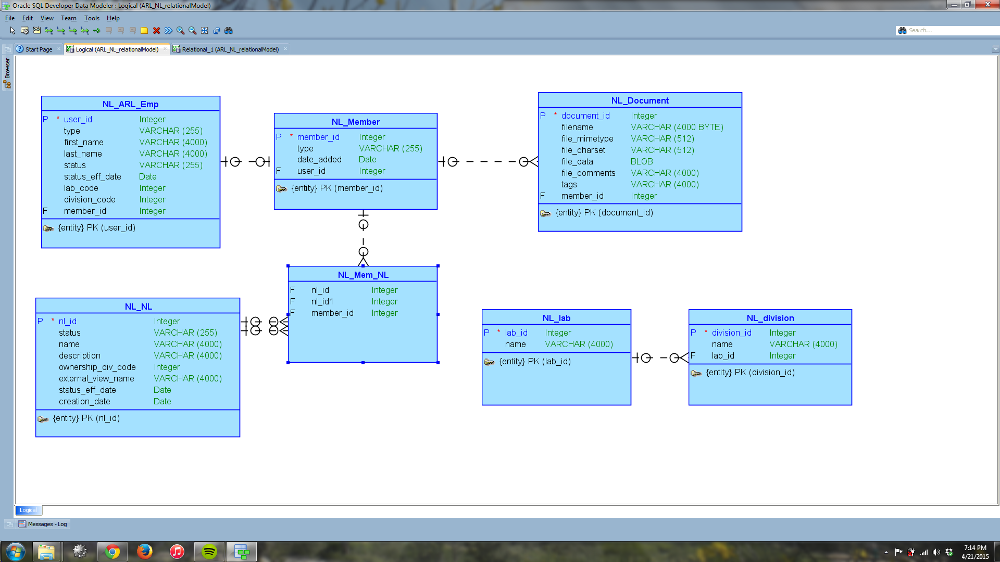 Oracle SQL Developer Data Modeler : Logical (ARL_NL_relationalModel)
File Edit View Team Tools Help
Search...
Start Page Logical (ARL_NL_relationalModel) Relational_1 (ARL_NL_relationalModel)
Browser
NL_ARL_Emp
P * user_id Integer
type VARCHAR (255)
first_name VARCHAR (4000)
last_name VARCHAR (4000)
status VARCHAR (255)
status_eff_date Date
lab_code Integer
division_code Integer
F member_id Integer
{entity} PK (user_id)
NL_Member
P * member_id Integer
type VARCHAR (255)
date_added Date
F user_id Integer
{entity} PK (member_id)
NL_Document
P * document_id Integer
filename VARCHAR (4000 BYTE)
file_mimetype VARCHAR (512)
file_charset VARCHAR (512)
file_data BLOB
file_comments VARCHAR (4000)
tags VARCHAR (4000)
F member_id Integer
{entity} PK (document_id)
NL_Mem_NL
F nl_id Integer
F nl_id1 Integer
F member_id Integer
NL_NL
P * nl_id Integer
status VARCHAR (255)
name VARCHAR (4000)
description VARCHAR (4000)
ownership_div_code Integer
external_view_name VARCHAR (4000)
status_eff_date Date
creation_date Date
{entity} PK (nl_id)
NL_lab
P * lab_id Integer
name VARCHAR (4000)
{entity} PK (lab_id)
NL_division
P * division_id Integer
name VARCHAR (4000)
F lab_id Integer
{entity} PK (division_id)
Logical
Messages - Log
7:14 PM
4/21/2015